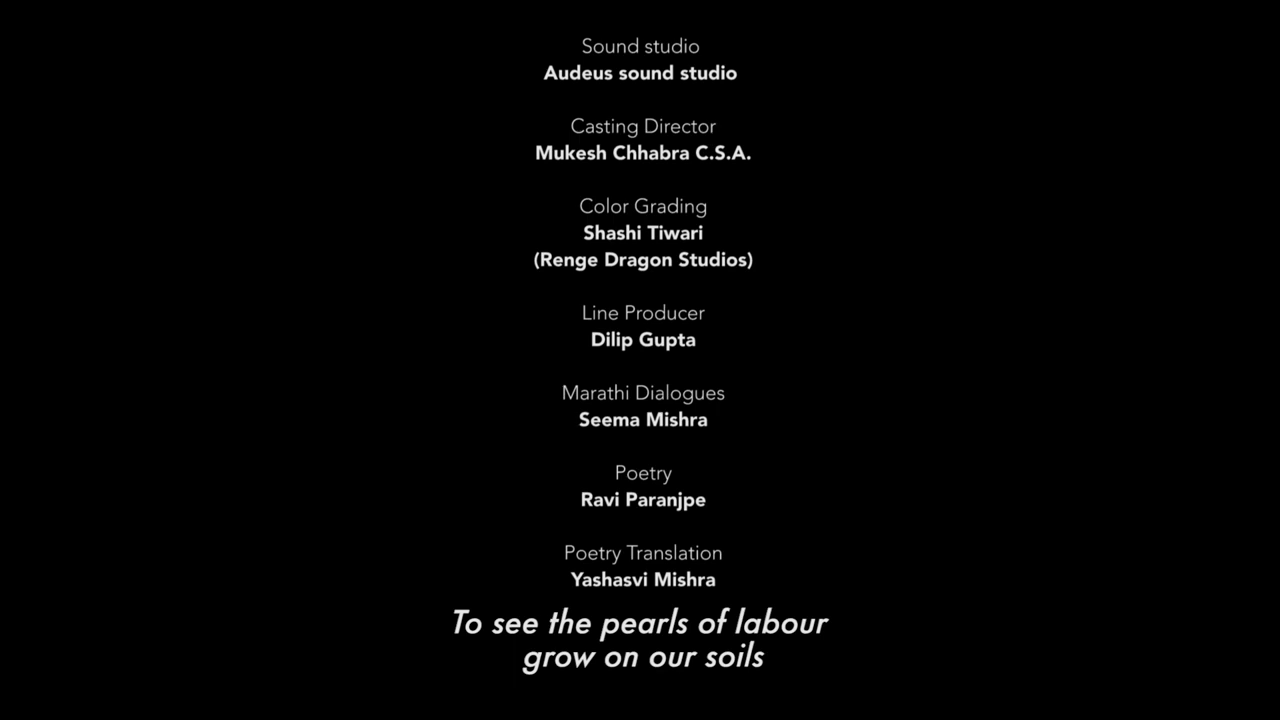 Sound studio
Audeus sound studio
Casting Director
Mukesh Chhabra C.S.A.
Color Grading
Shashi Tiwari
(Renge Dragon Studios)
Line Producer
Dilip Gupta
Marathi Dialogues
Seema Mishra
Poetry
Ravi Paranjpe
Poetry Translation
Yashasvi Mishra
To see the pearls of labour
grow on our soils